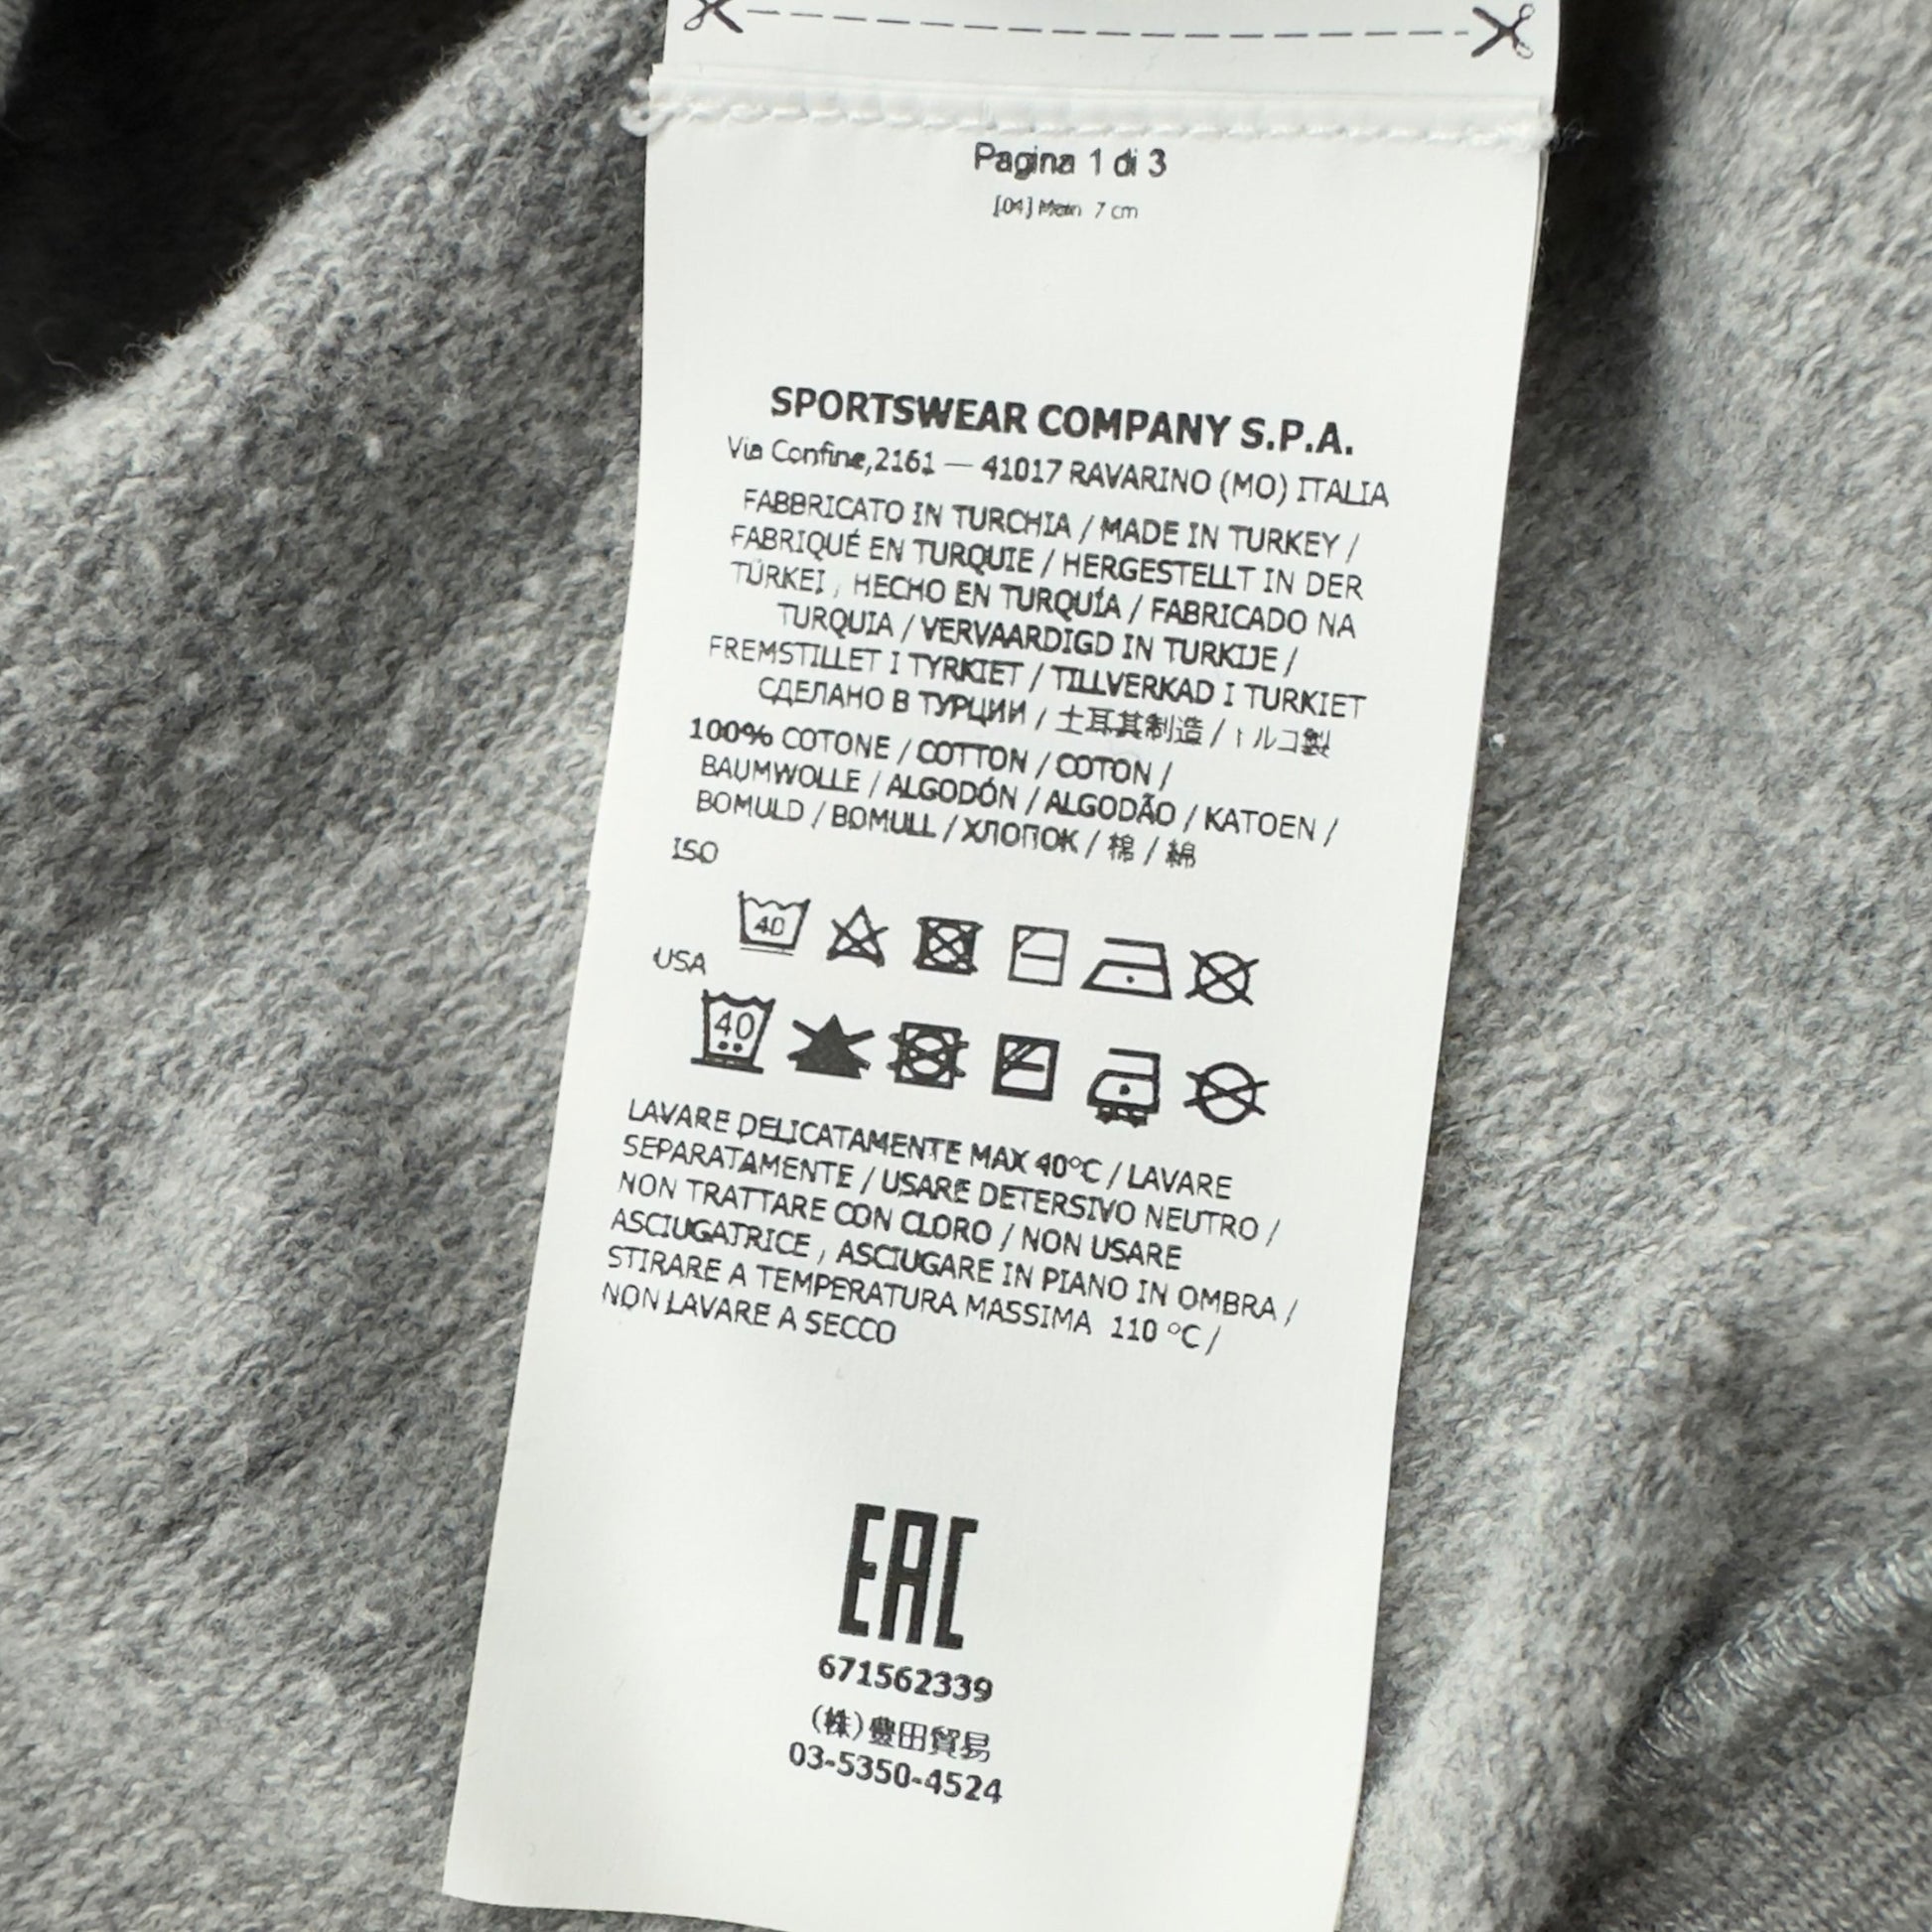 Pagina 1 di 3
[04] Main 7 cm
SPORTSWEAR COMPANY S.P.A.
Via Confine,2161 — 41017 RAVARINO (MO) ITALIA
FABBRICATO IN TURCHIA / MADE IN TURKEY /
FABRIQUÉ EN TURQUIE / HERGESTELLT IN DER
TÜRKEI / HECHO EN TURQUÍA / FABRICADO NA
TURQUIA / VERVAARDIGD IN TURKIJE /
FREMSTILLET I TYRKIET / TILLVERKAD I TURKIET
СДЕЛАНО В ТУРЦИИ / 土耳其制造 / トルコ製
100% COTONE / COTTON / COTON /
BAUMWOLLE / ALGODÓN / ALGODÃO / KATOEN /
BOMULD / BOMULL / ХЛОПОК / 棉 / 綿
ISO
40
USA
40
LAVARE DELICATAMENTE MAX 40°C / LAVARE
SEPARATAMENTE / USARE DETERSIVO NEUTRO /
NON TRATTARE CON CLORO / NON USARE
ASCIUGATRICE / ASCIUGARE IN PIANO IN OMBRA /
STIRARE A TEMPERATURA MASSIMA 110 °C /
NON LAVARE A SECCO
EAC
671562339
(株)豊田貿易
03-5350-4524